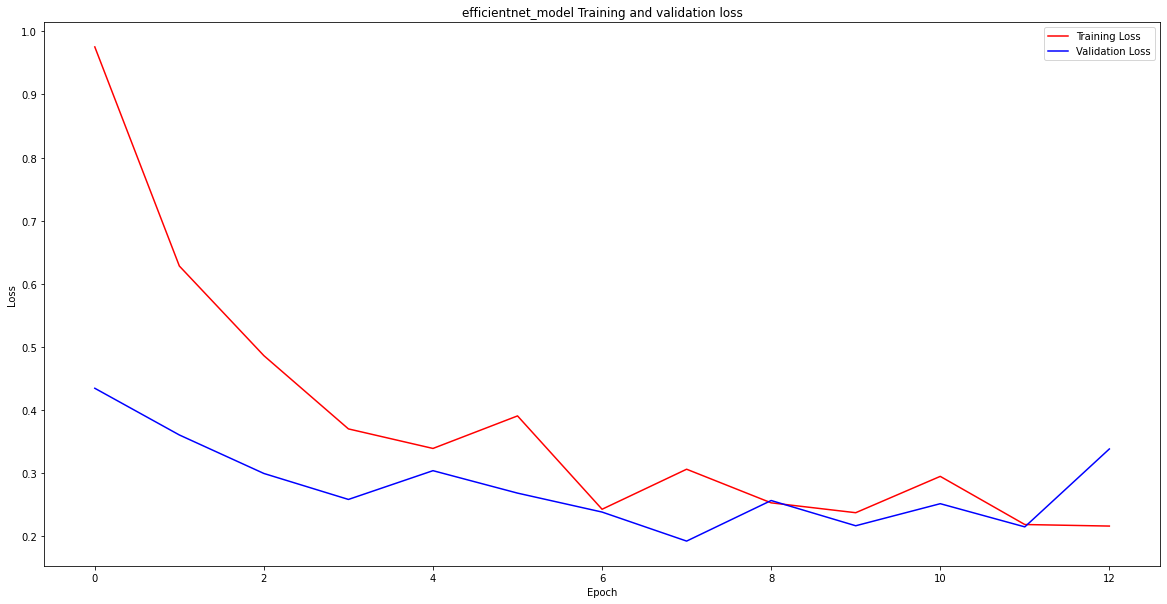 efficientnet_model Training and validation loss
Training Loss
Validation Loss
1.0
0.9
0.8
0.7
0.6
0.5
0.4
0.3
0.2
Loss
0 2 4 6 8 10 12
Epoch